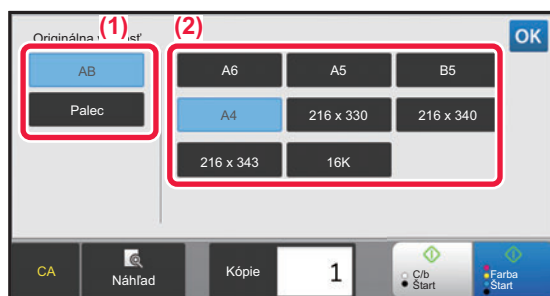 Originálna
(1)
(2)
OK
AB
Palec
A6 A5 B5
A4 216 x 330 216 x 340
216 x 343 16K
CA
Náhľad
Kópie
1
C/b
Štart
Farba
Štart